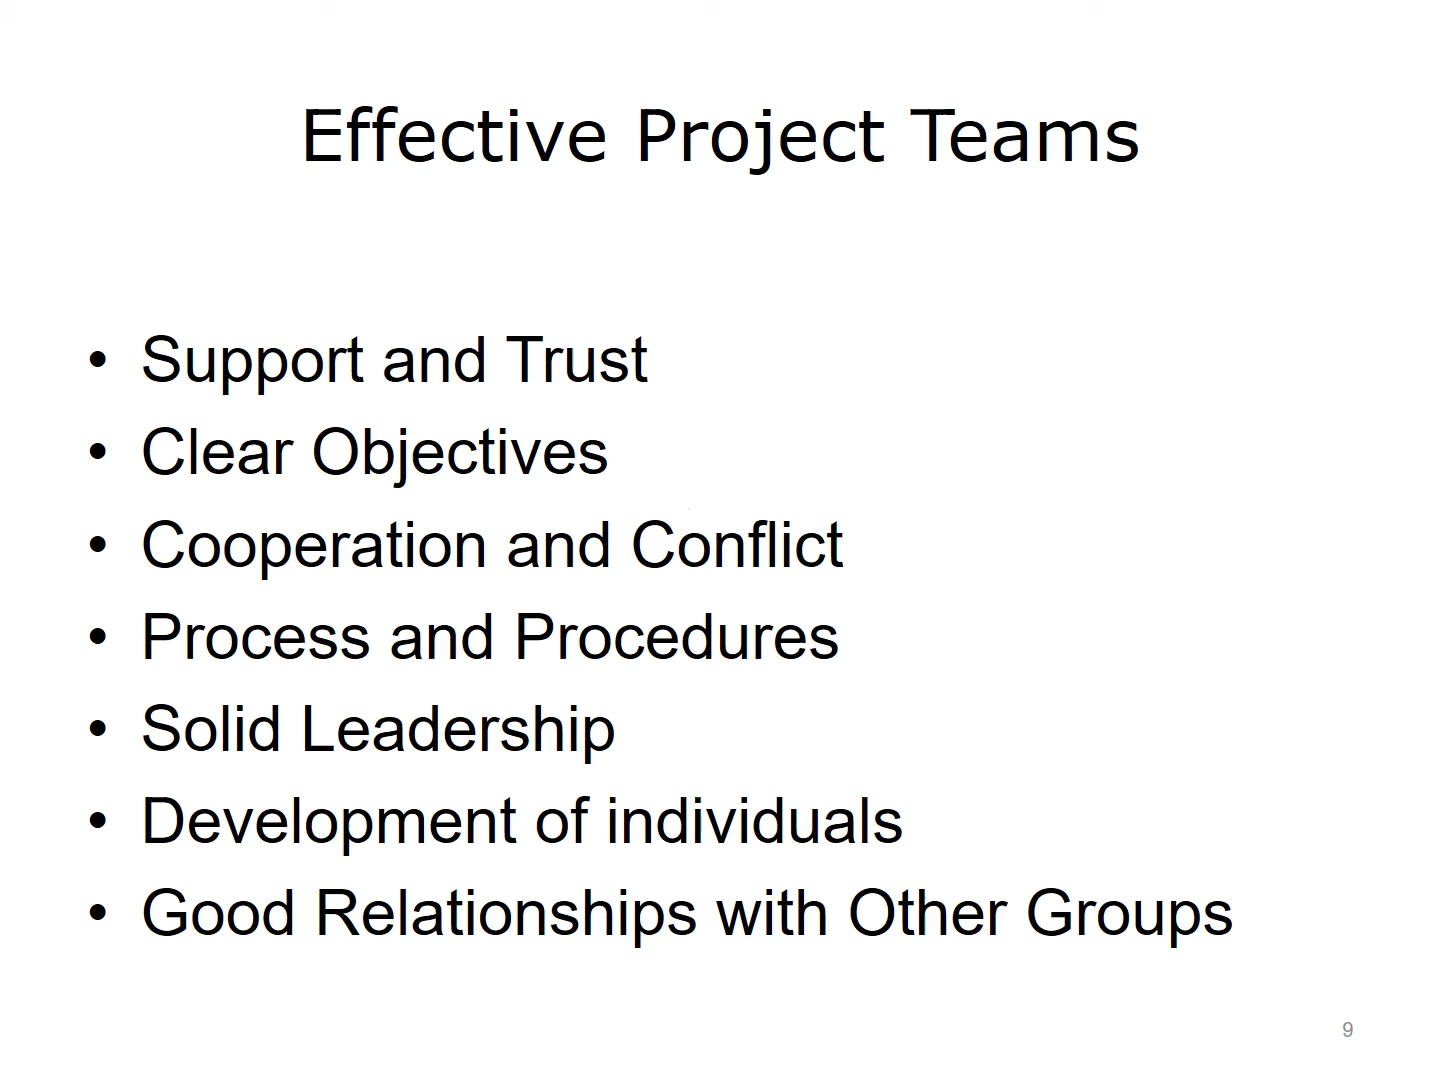 Effective Project Teams
• Support and Trust
• Clear Objectives
• Cooperation and Conflict
• Process and Procedures
• Solid Leadership
• Development of individuals
• Good Relationships with Other Groups
9